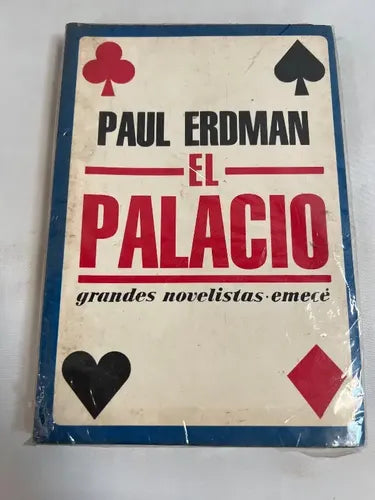 PAUL ERDMAN
EL
PALACIO
grandes novelistas·emecé